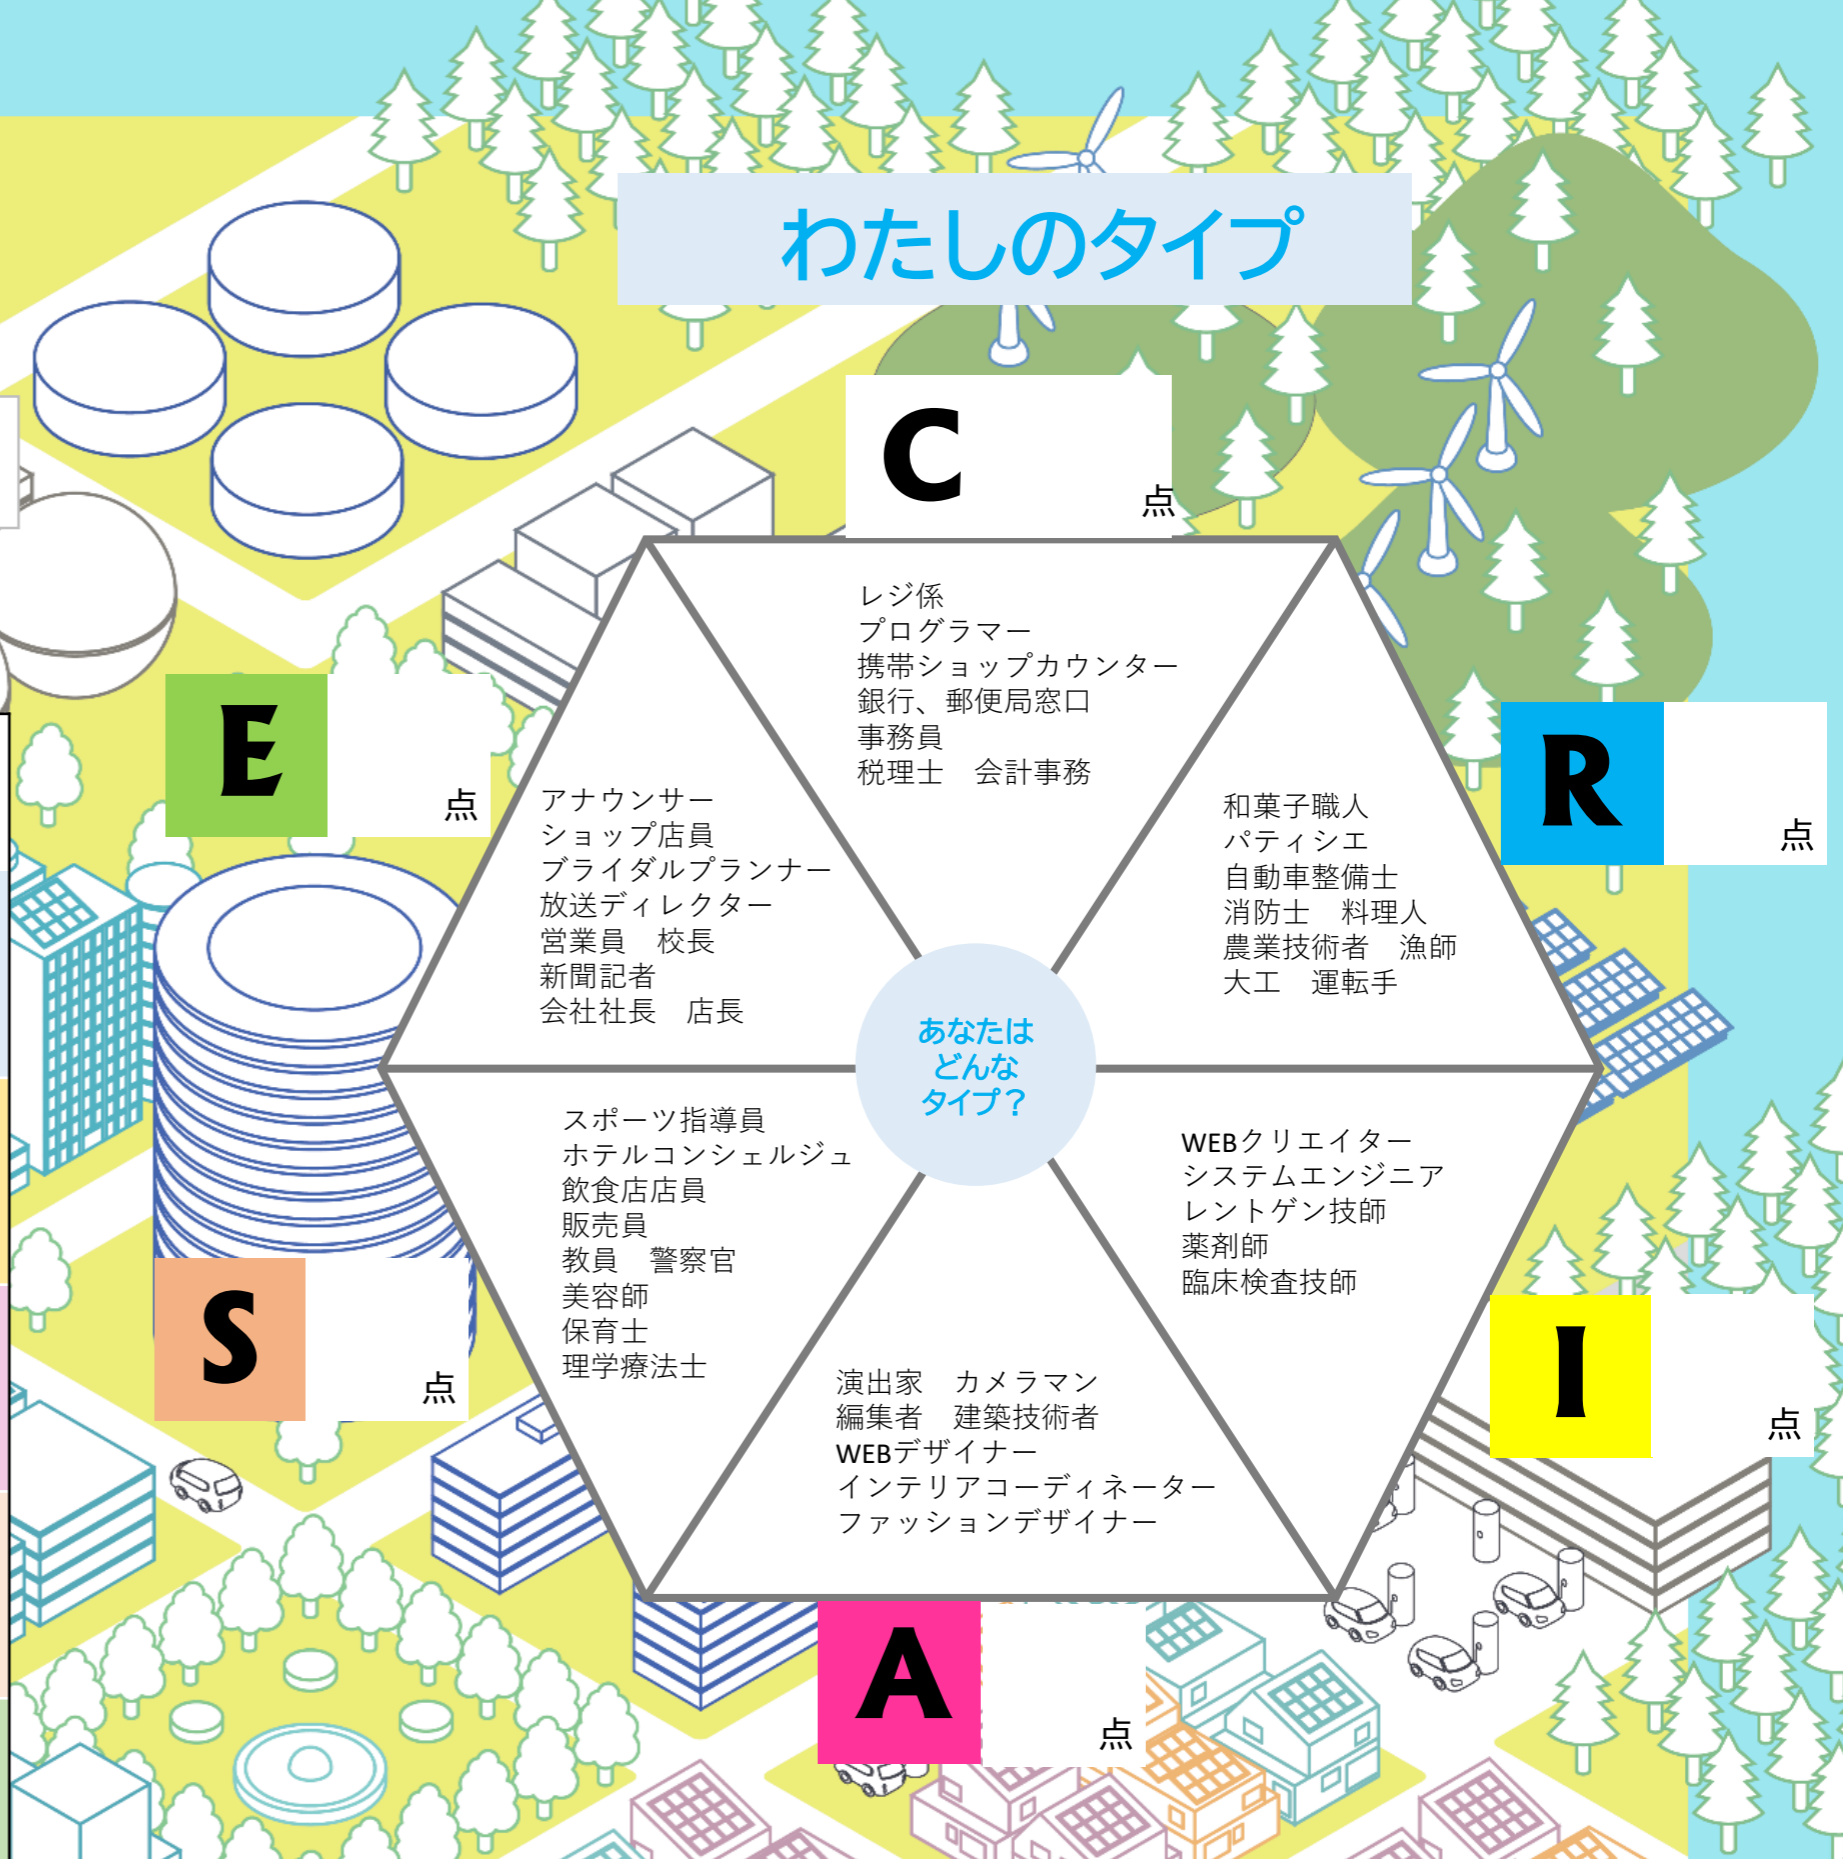 わたしのタイプ
C
点
レジ係
プログラマー
携帯ショップカウンター
銀行、郵便局窓口
事務員
税理士　会計事務
E
点
アナウンサー
ショップ店員
ブライダルプランナー
放送ディレクター
営業員　校長
新聞記者
会社社長　店長
R
点
和菓子職人
パティシエ
自動車整備士
消防士　料理人
農業技術者　漁師
大工　運転手
あなたは
どんな
タイプ？
S
点
スポーツ指導員
ホテルコンシェルジュ
飲食店店員
販売員
教員　警察官
美容師
保育士
理学療法士
I
点
WEBクリエイター
システムエンジニア
レントゲン技師
薬剤師
臨床検査技師
演出家　カメラマン
編集者　建築技術者
WEBデザイナー
インテリアコーディネーター
ファッションデザイナー
A
点